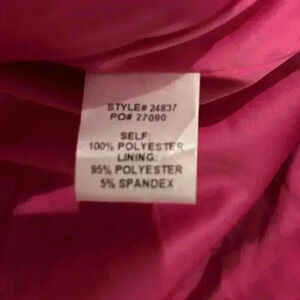 STYLE# 24837
PO# 27090
SELF:
100% POLYESTER
LINING:
95% POLYESTER
5% SPANDEX